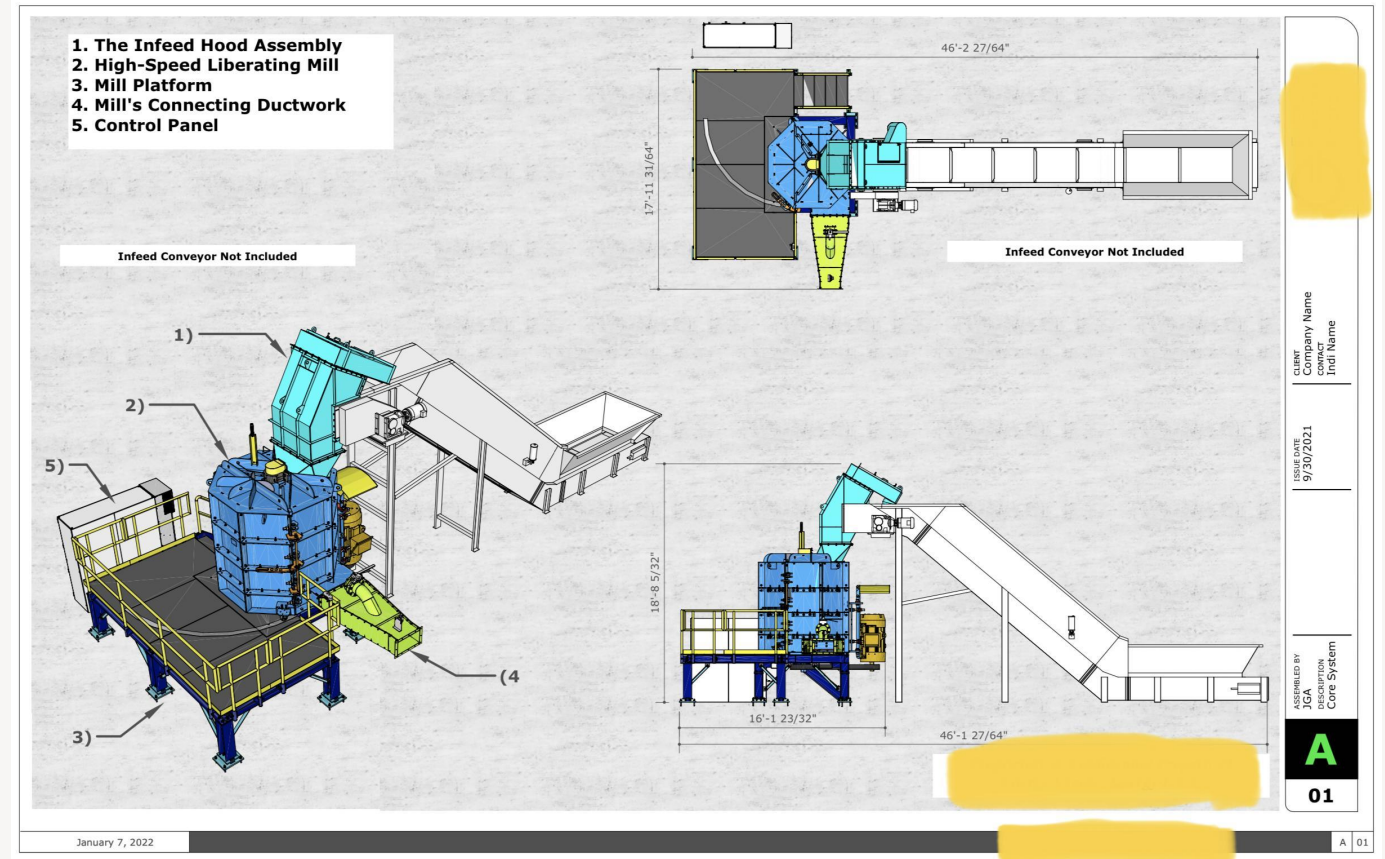 1. The Infeed Hood Assembly
2. High-Speed Liberating Mill
3. Mill Platform
4. Mill's Connecting Ductwork
5. Control Panel
46'-2 27/64"
17'-11 31/64"
Infeed Conveyor Not Included
Infeed Conveyor Not Included
1)
2)
5)
(4
3)
18'-8 5/32"
16'-1 23/32"
46'-1 27/64"
CLIENT
Company Name
CONTACT
Indi Name
ISSUE DATE
9/30/2021
ASSEMBLED BY
JGA
DESCRIPTION
Core System
A
01
January 7, 2022
A 01